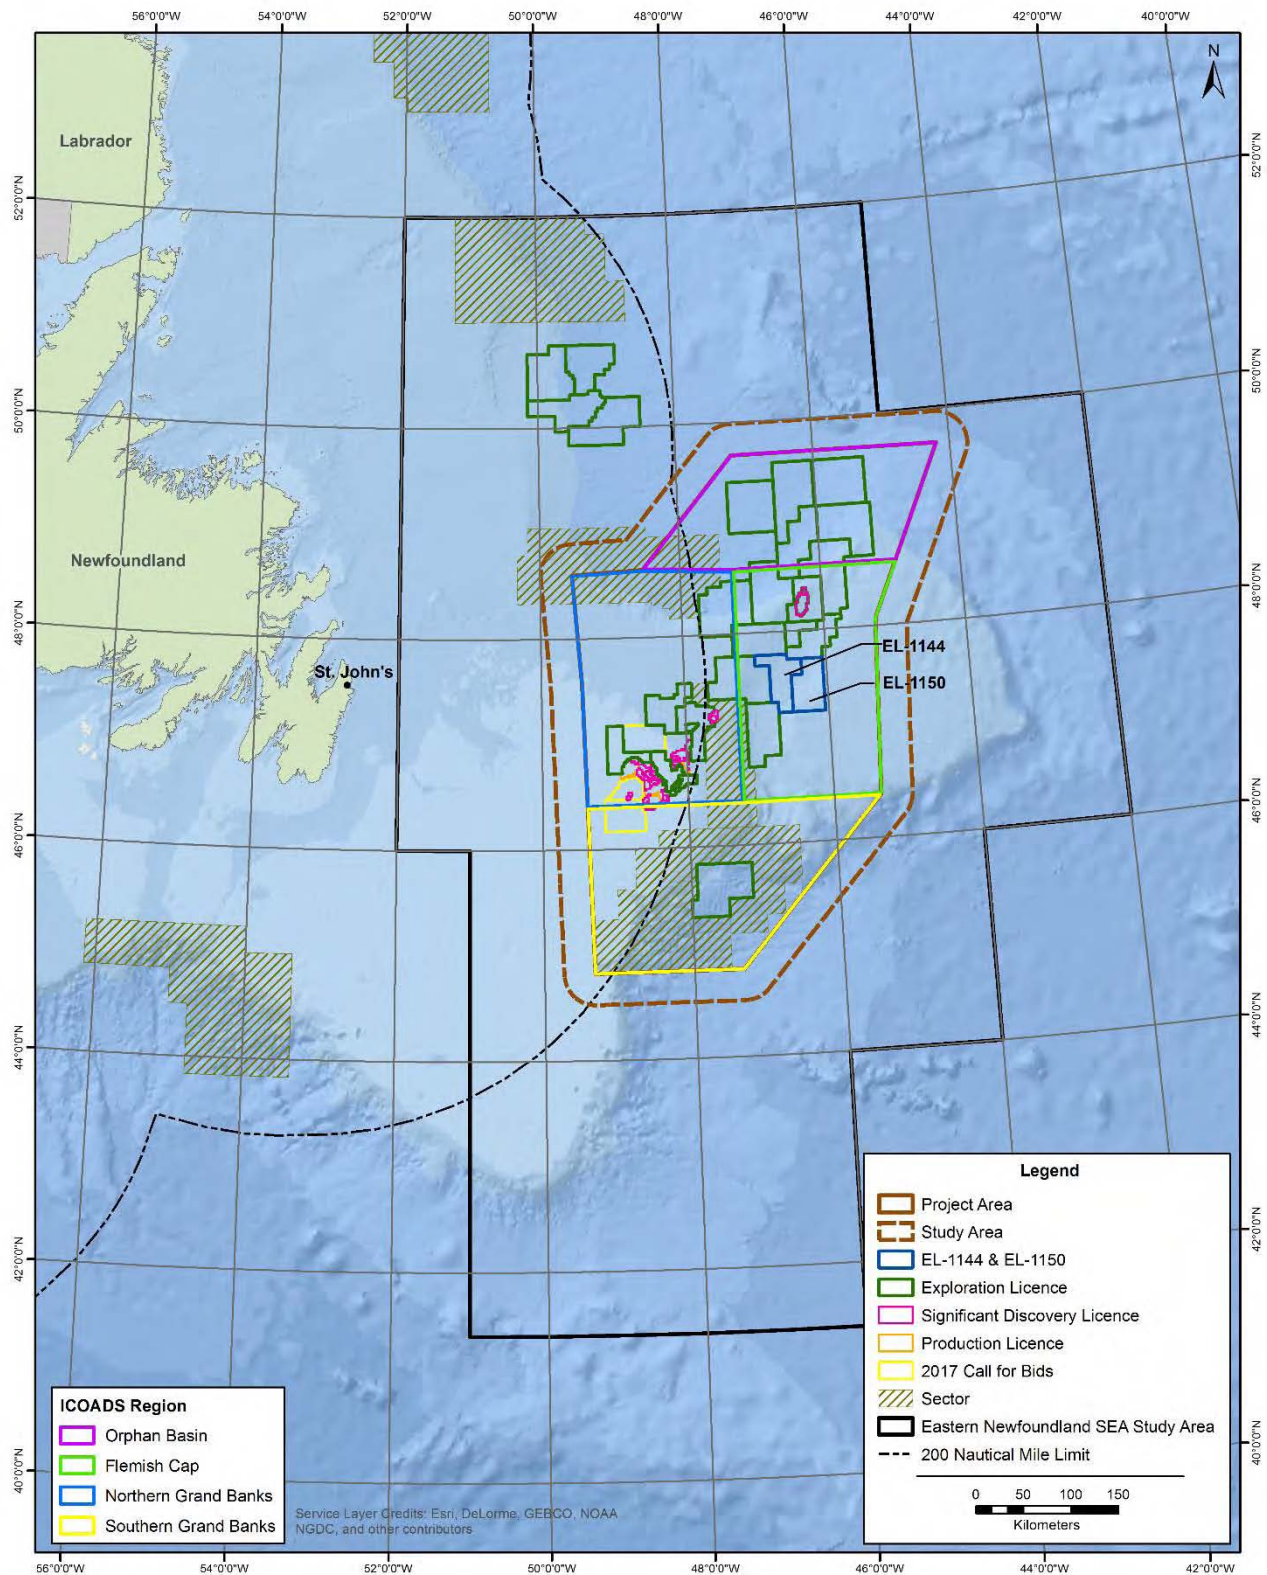 56°0'0"W 54°0'0"W 52°0'0"W 50°0'0"W 48°0'0"W 46°0'0"W 44°0'0"W 42°0'0"W 40°0'0"W
N
Labrador
52°0'0"N
52°0'0"N
50°0'0"N
50°0'0"N
Newfoundland
48°0'0"N
48°0'0"N
EL-1144
St. John's
EL-1150
46°0'0"N
46°0'0"N
44°0'0"N
44°0'0"N
42°0'0"N
42°0'0"N
40°0'0"N
40°0'0"N
Legend
Project Area
Study Area
EL-1144 & EL-1150
Exploration Licence
Significant Discovery Licence
Production Licence
2017 Call for Bids
Sector
Eastern Newfoundland SEA Study Area
200 Nautical Mile Limit
0 50 100 150
Kilometers
ICOADS Region
Orphan Basin
Flemish Cap
Northern Grand Banks
Southern Grand Banks
Service Layer Credits: Esri, DeLorme, GEBCO, NOAA
NGDC, and other contributors
56°0'0"W 54°0'0"W 52°0'0"W 50°0'0"W 48°0'0"W 46°0'0"W 44°0'0"W 42°0'0"W